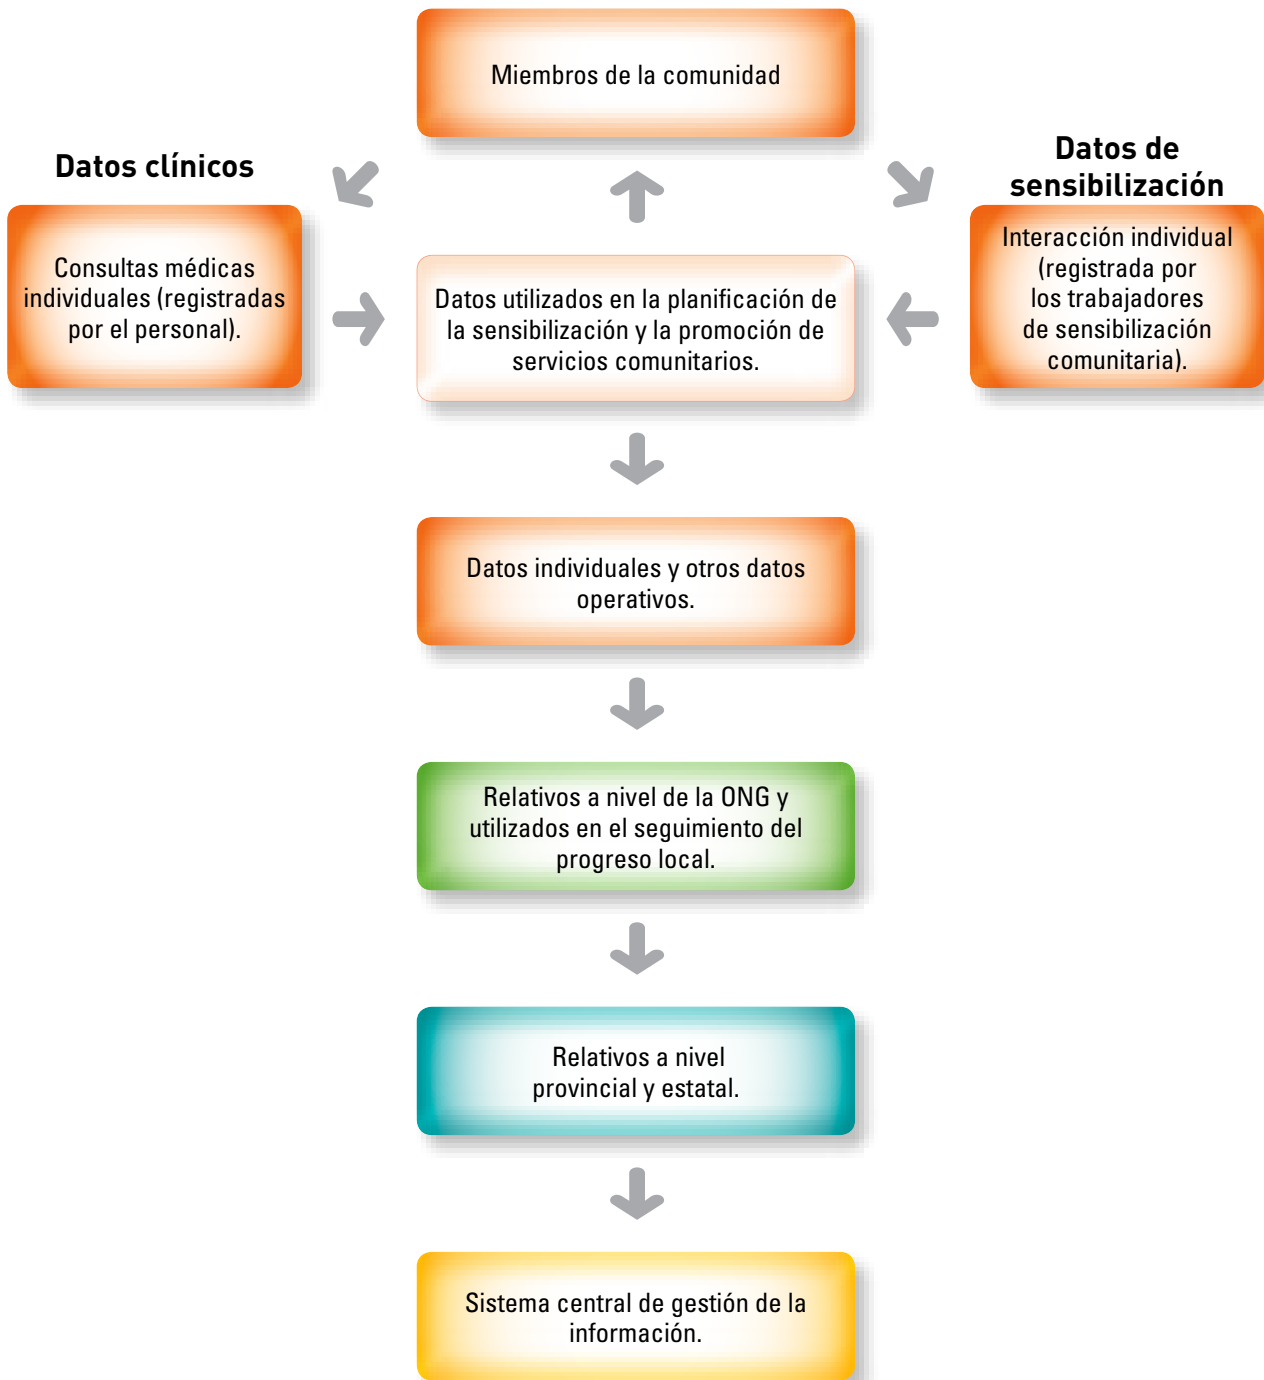 Miembros de la comunidad
Datos clínicos
Consultas médicas
individuales (registradas
por el personal).
Datos de
sensibilización
Interacción individual
(registrada por
los trabajadores
de sensibilización
comunitaria).
Datos utilizados en la planificación de
la sensibilización y la promoción de
servicios comunitarios.
Datos individuales y otros datos
operativos.
Relativos a nivel de la ONG y
utilizados en el seguimiento del
progreso local.
Relativos a nivel
provincial y estatal.
Sistema central de gestión de la
información.